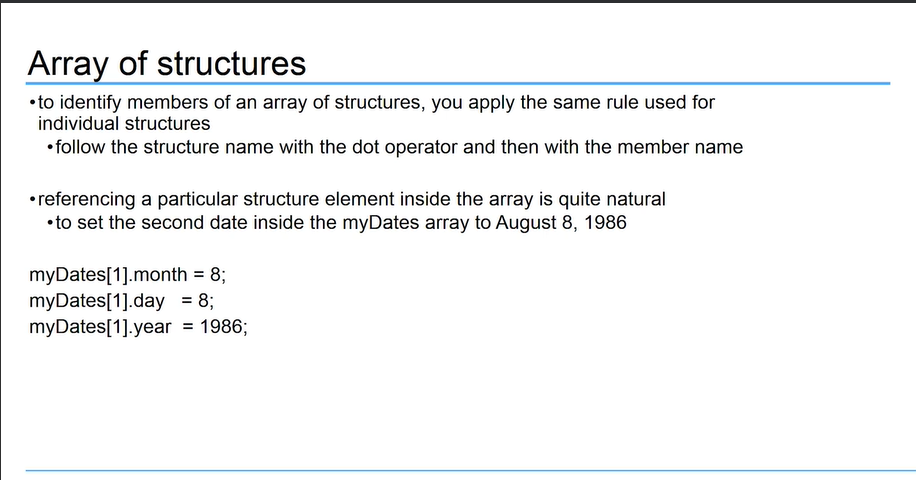 Array of structures
•to identify members of an array of structures, you apply the same rule used for
individual structures
•follow the structure name with the dot operator and then with the member name
•referencing a particular structure element inside the array is quite natural
•to set the second date inside the myDates array to August 8, 1986
myDates[1].month = 8;
myDates[1].day   = 8;
myDates[1].year  = 1986;